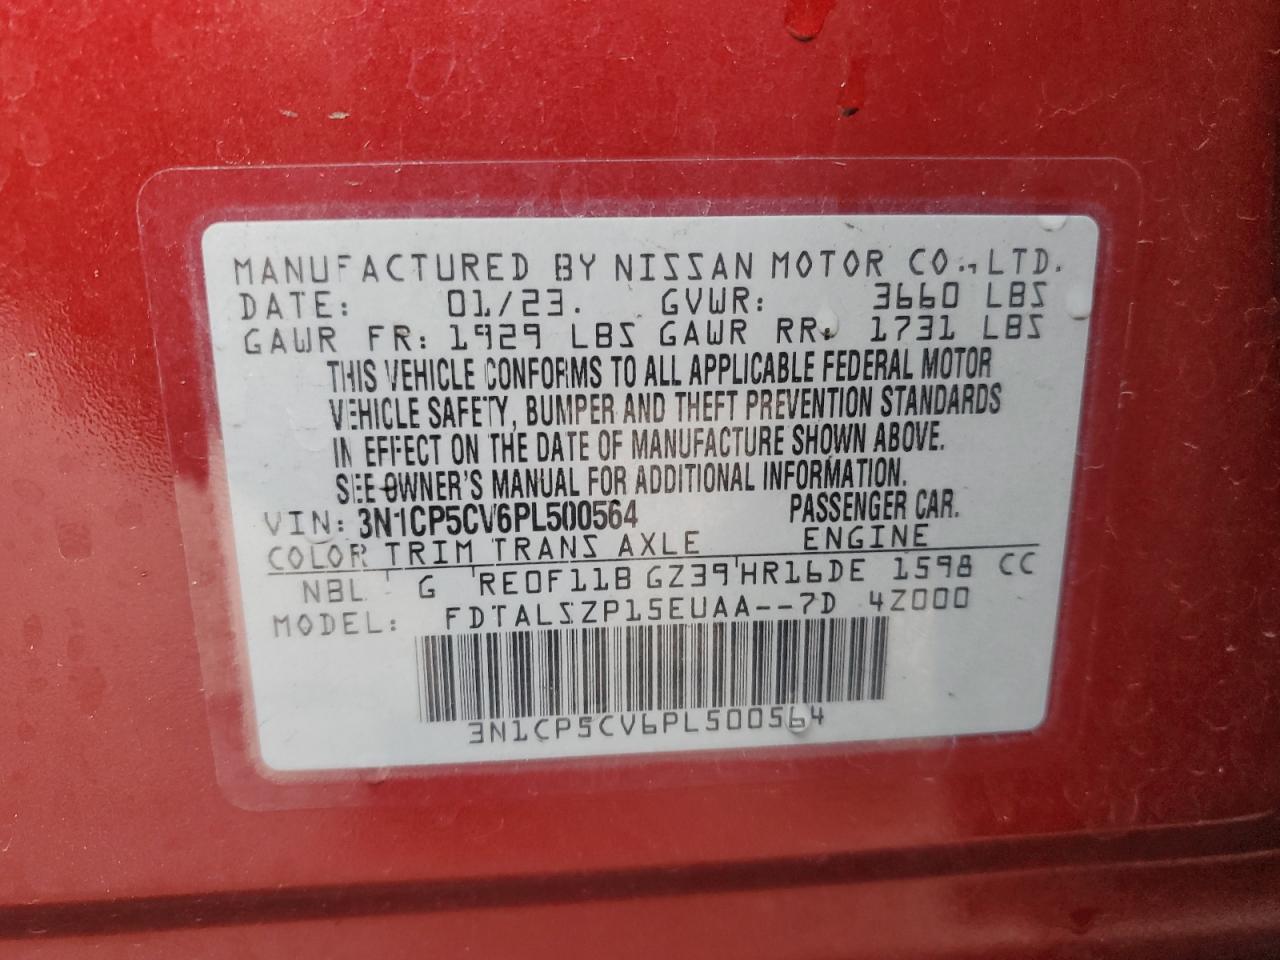 MANUFACTURED BY NISSAN MOTOR CO., LTD.
DATE: 01/23. GVWR: 3660 LBS
GAWR FR: 1929 LBS GAWR RR: 1731 LBS
THIS VEHICLE CONFORMS TO ALL APPLICABLE FEDERAL MOTOR
VEHICLE SAFETY, BUMPER AND THEFT PREVENTION STANDARDS
IN EFFECT ON THE DATE OF MANUFACTURE SHOWN ABOVE.
SEE OWNER'S MANUAL FOR ADDITIONAL INFORMATION.
VIN: 3N1CP5CV6PL500564 PASSENGER CAR.
COLOR TRIM TRANS AXLE ENGINE
NBL G RE0F11B GZ39 HR16DE 1598 CC
MODEL: FDTALSZP15EUAA--7D 4Z000
3N1CP5CV6PL500564